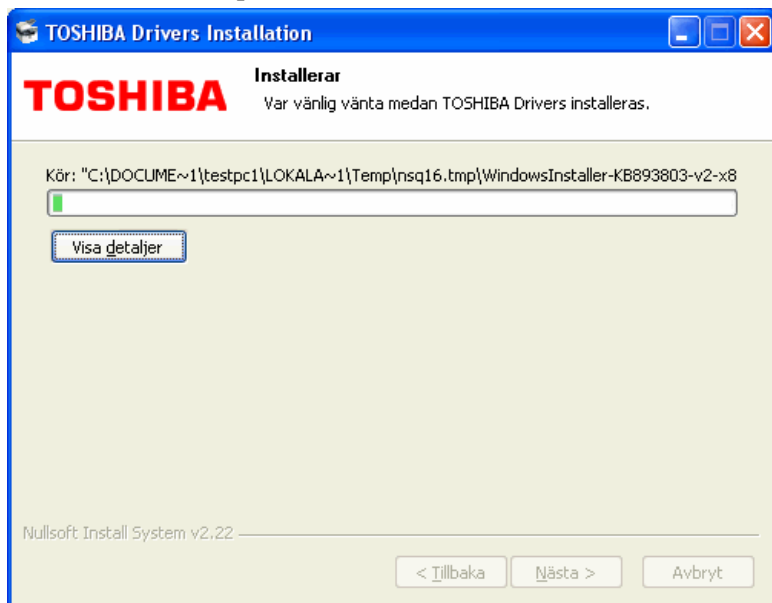 TOSHIBA Drivers Installation
TOSHIBA
Installerar
Var vänlig vänta medan TOSHIBA Drivers installeras.
Kör: "C:\DOCUME~1\testpc1\LOKALA~1\Temp\nsq16.tmp\WindowsInstaller-KB893803-v2-x8
Visa detaljer
Nullsoft Install System v2.22
< Tillbaka Nästa > Avbryt